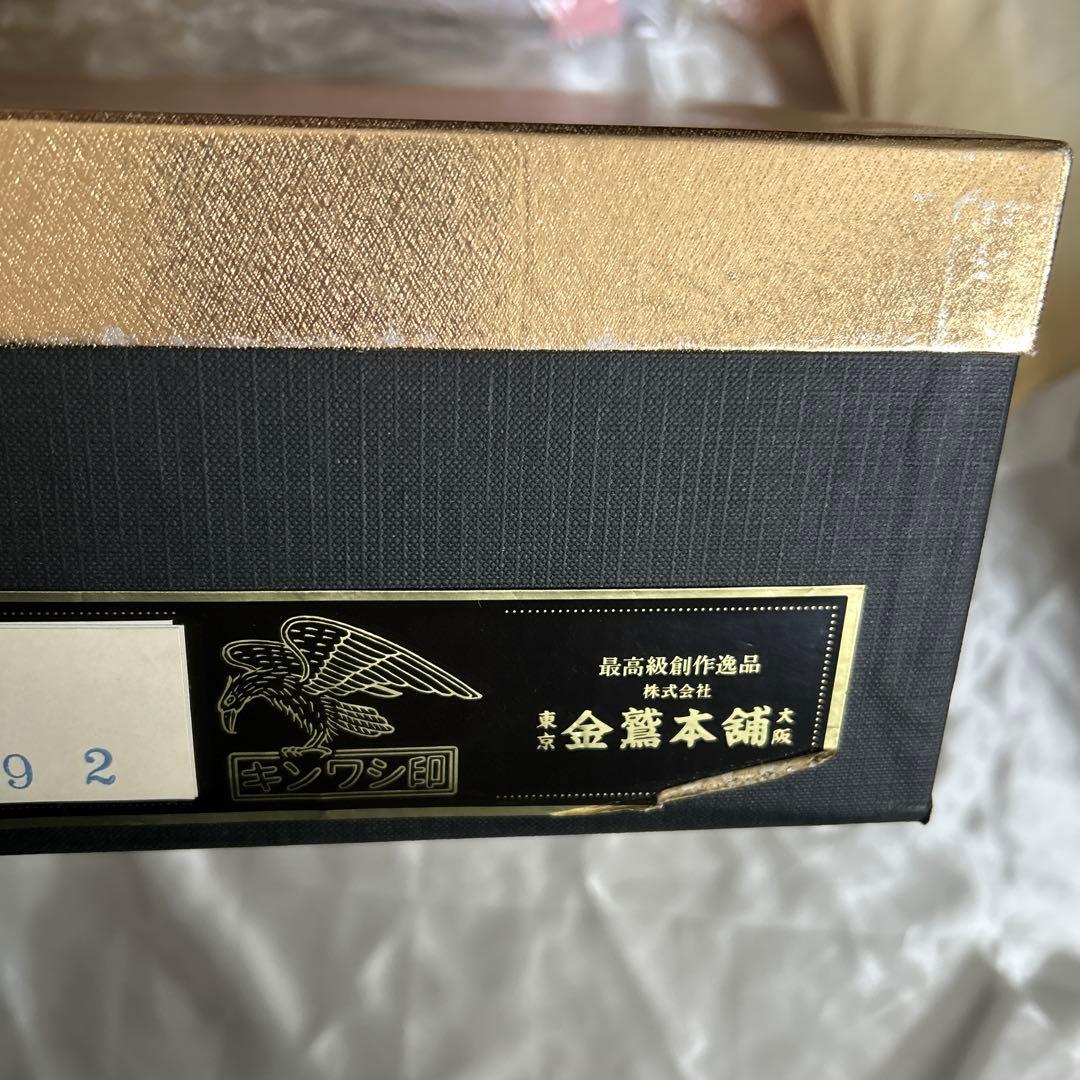 9 2
キンワシ印
最高級創作逸品
株式会社
東京 金鷲本舗 大阪